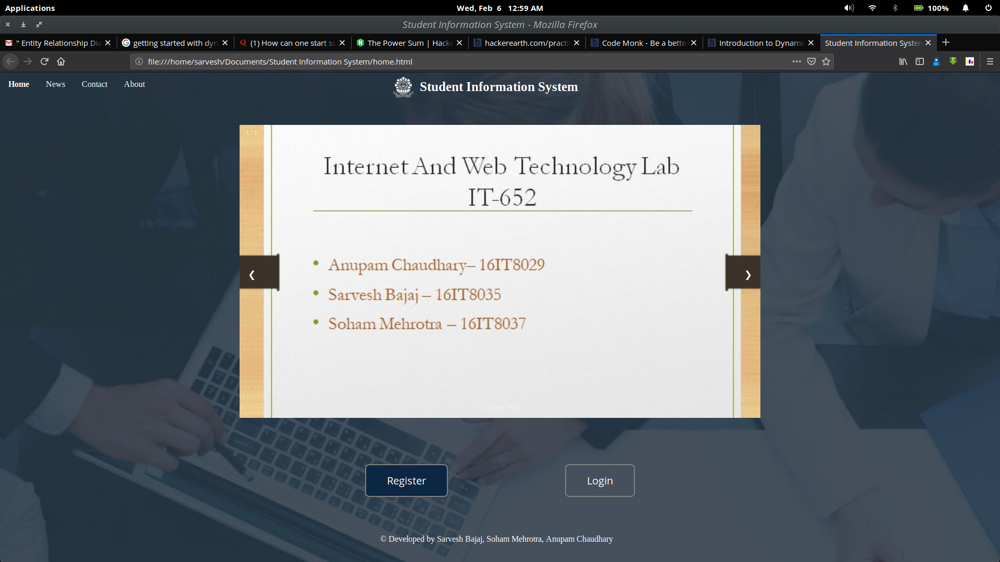 Applications
Wed, Feb 6 12:59 AM
100%
Student Information System - Mozilla Firefox
" Entity Relationship Dia
getting started with dyn
(1) How can one start so
The Power Sum | Hacke
hackerearth.com/practi
Code Monk - Be a bette
Introduction to Dynami
Student Information System
file:///home/sarvesh/Documents/Student Information System/home.html
Home News Contact About
Student Information System
1 / 3
Internet And Web Technology Lab
IT-652
• Anupam Chaudhary– 16IT8029
• Sarvesh Bajaj – 16IT8035
• Soham Mehrotra – 16IT8037
❮
❯
Caption Text
Register
Login
© Developed by Sarvesh Bajaj, Soham Mehrotra, Anupam Chaudhary